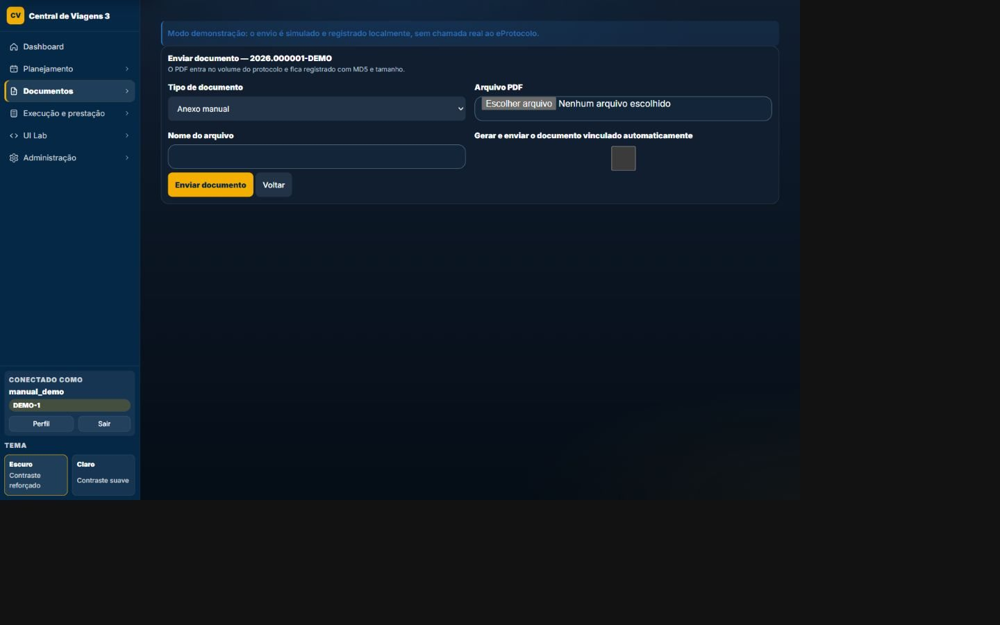 CV Central de Viagens 3
Dashboard
Planejamento
Documentos
Execução e prestação
UI Lab
Administração
CONECTADO COMO
manual_demo
DEMO-1
Perfil Sair
TEMA
Escuro
Contraste
reforçado
Claro
Contraste suave
Modo demonstração: o envio é simulado e registrado localmente, sem chamada real ao eProtocolo.
Enviar documento — 2026.000001-DEMO
O PDF entra no volume do protocolo e fica registrado com MD5 e tamanho.
Tipo de documento
Anexo manual
Arquivo PDF
Escolher arquivo Nenhum arquivo escolhido
Nome do arquivo
Gerar e enviar o documento vinculado automaticamente
Enviar documento Voltar